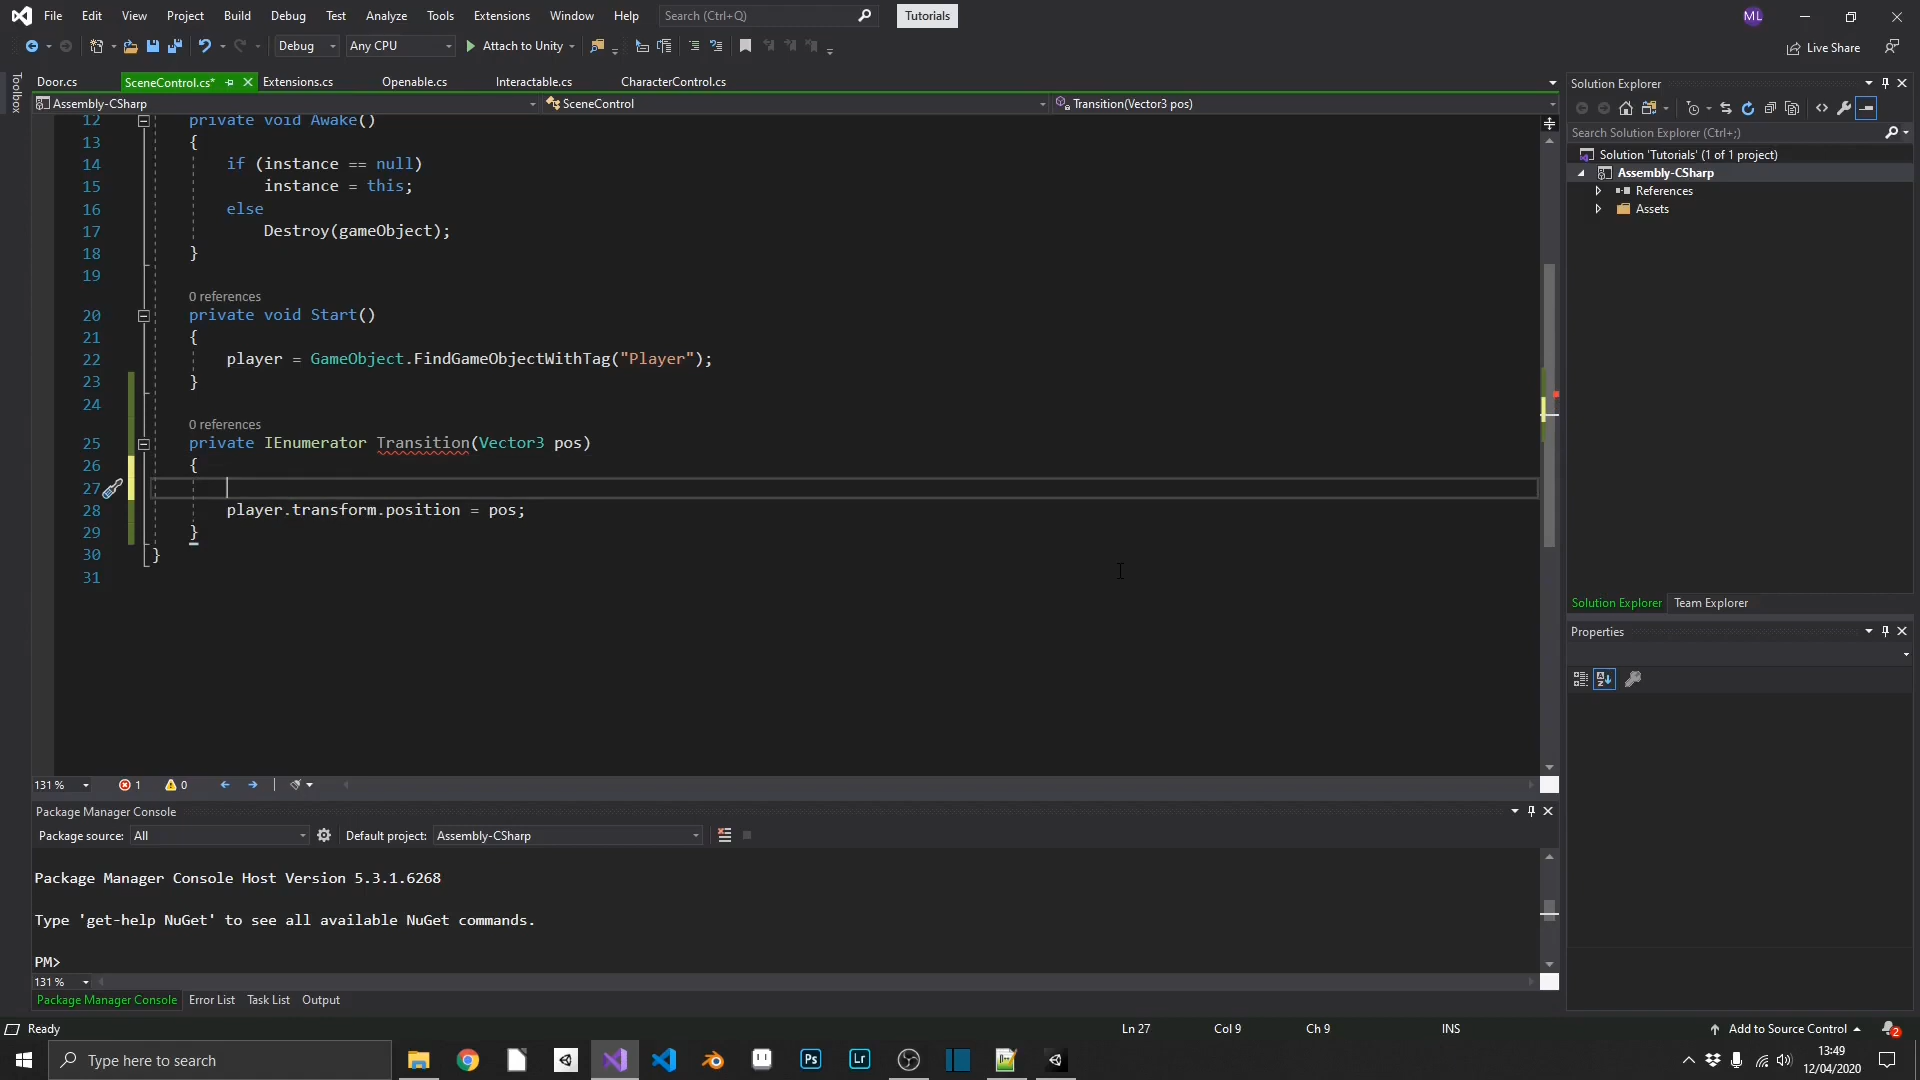 File Edit View Project Build Debug Test Analyze Tools Extensions Window Help Search (Ctrl+Q) Tutorials ML
Debug Any CPU Attach to Unity Live Share
Toolbox
Door.cs SceneControl.cs* Extensions.cs Openable.cs Interactable.cs CharacterControl.cs
Assembly-CSharp SceneControl Transition(Vector3 pos)
12 private void Awake()
13 {
14 if (instance == null)
15 instance = this;
16 else
17 Destroy(gameObject);
18 }
19
0 references
20 private void Start()
21 {
22 player = GameObject.FindGameObjectWithTag("Player");
23 }
24
0 references
25 private IEnumerator Transition(Vector3 pos)
26 {
27
28 player.transform.position = pos;
29 }
30 }
31
131 % 1 0
Package Manager Console
Package source: All Default project: Assembly-CSharp
Package Manager Console Host Version 5.3.1.6268
Type 'get-help NuGet' to see all available NuGet commands.
PM>
131 %
Package Manager Console Error List Task List Output
Solution Explorer
Search Solution Explorer (Ctrl+;)
Solution 'Tutorials' (1 of 1 project)
Assembly-CSharp
References
Assets
Solution Explorer Team Explorer
Properties
Ready Ln 27 Col 9 Ch 9 INS Add to Source Control 2
Type here to search Ps Lr 13:49
12/04/2020